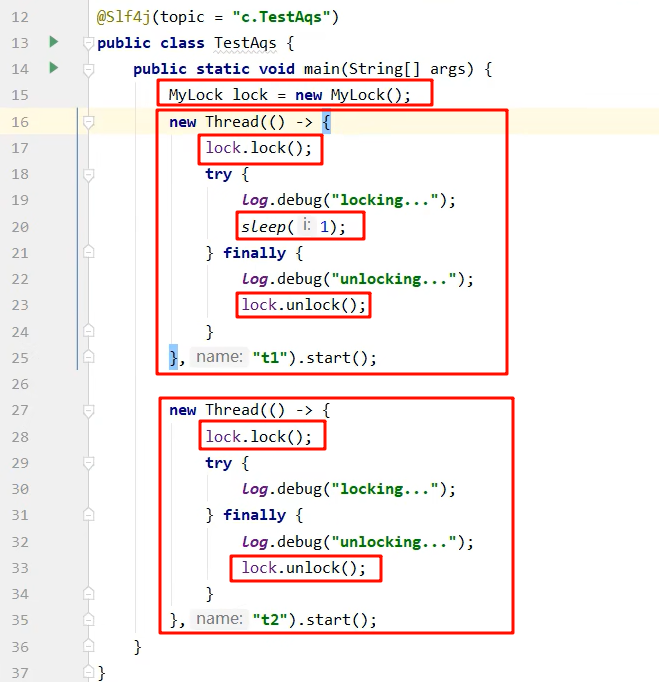 12 @Slf4j(topic = "c.TestAqs")
13 public class TestAqs {
14 public static void main(String[] args) {
15 MyLock lock = new MyLock();
16 new Thread(() -> {
17 lock.lock();
18 try {
19 log.debug("locking...");
20 sleep( i: 1);
21 } finally {
22 log.debug("unlocking...");
23 lock.unlock();
24 }
25 }, name: "t1").start();
26
27 new Thread(() -> {
28 lock.lock();
29 try {
30 log.debug("locking...");
31 } finally {
32 log.debug("unlocking...");
33 lock.unlock();
34 }
35 }, name: "t2").start();
36 }
37 }